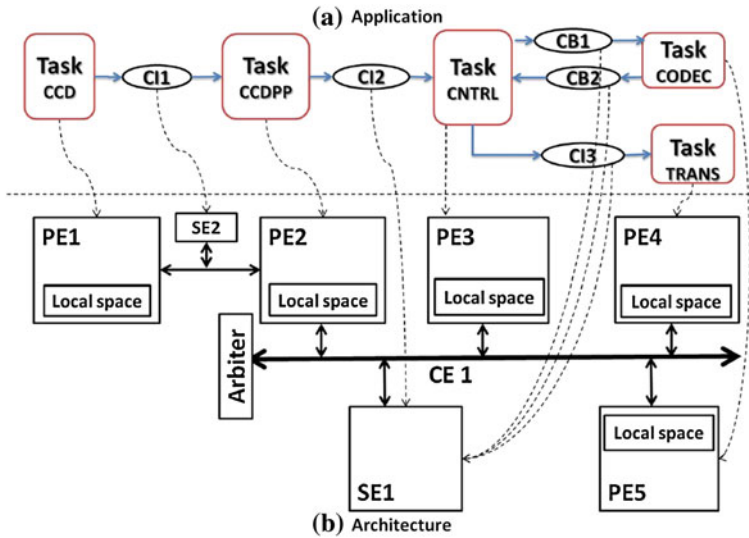 (a) Application
Task
CCD
CI1
Task
CCDPP
CI2
Task
CNTRL
CB1
CB2
Task
CODEC
CI3
Task
TRANS
PE1
Local space
SE2
PE2
Local space
PE3
Local space
PE4
Local space
Arbiter
CE 1
SE1
Local space
PE5
(b) Architecture